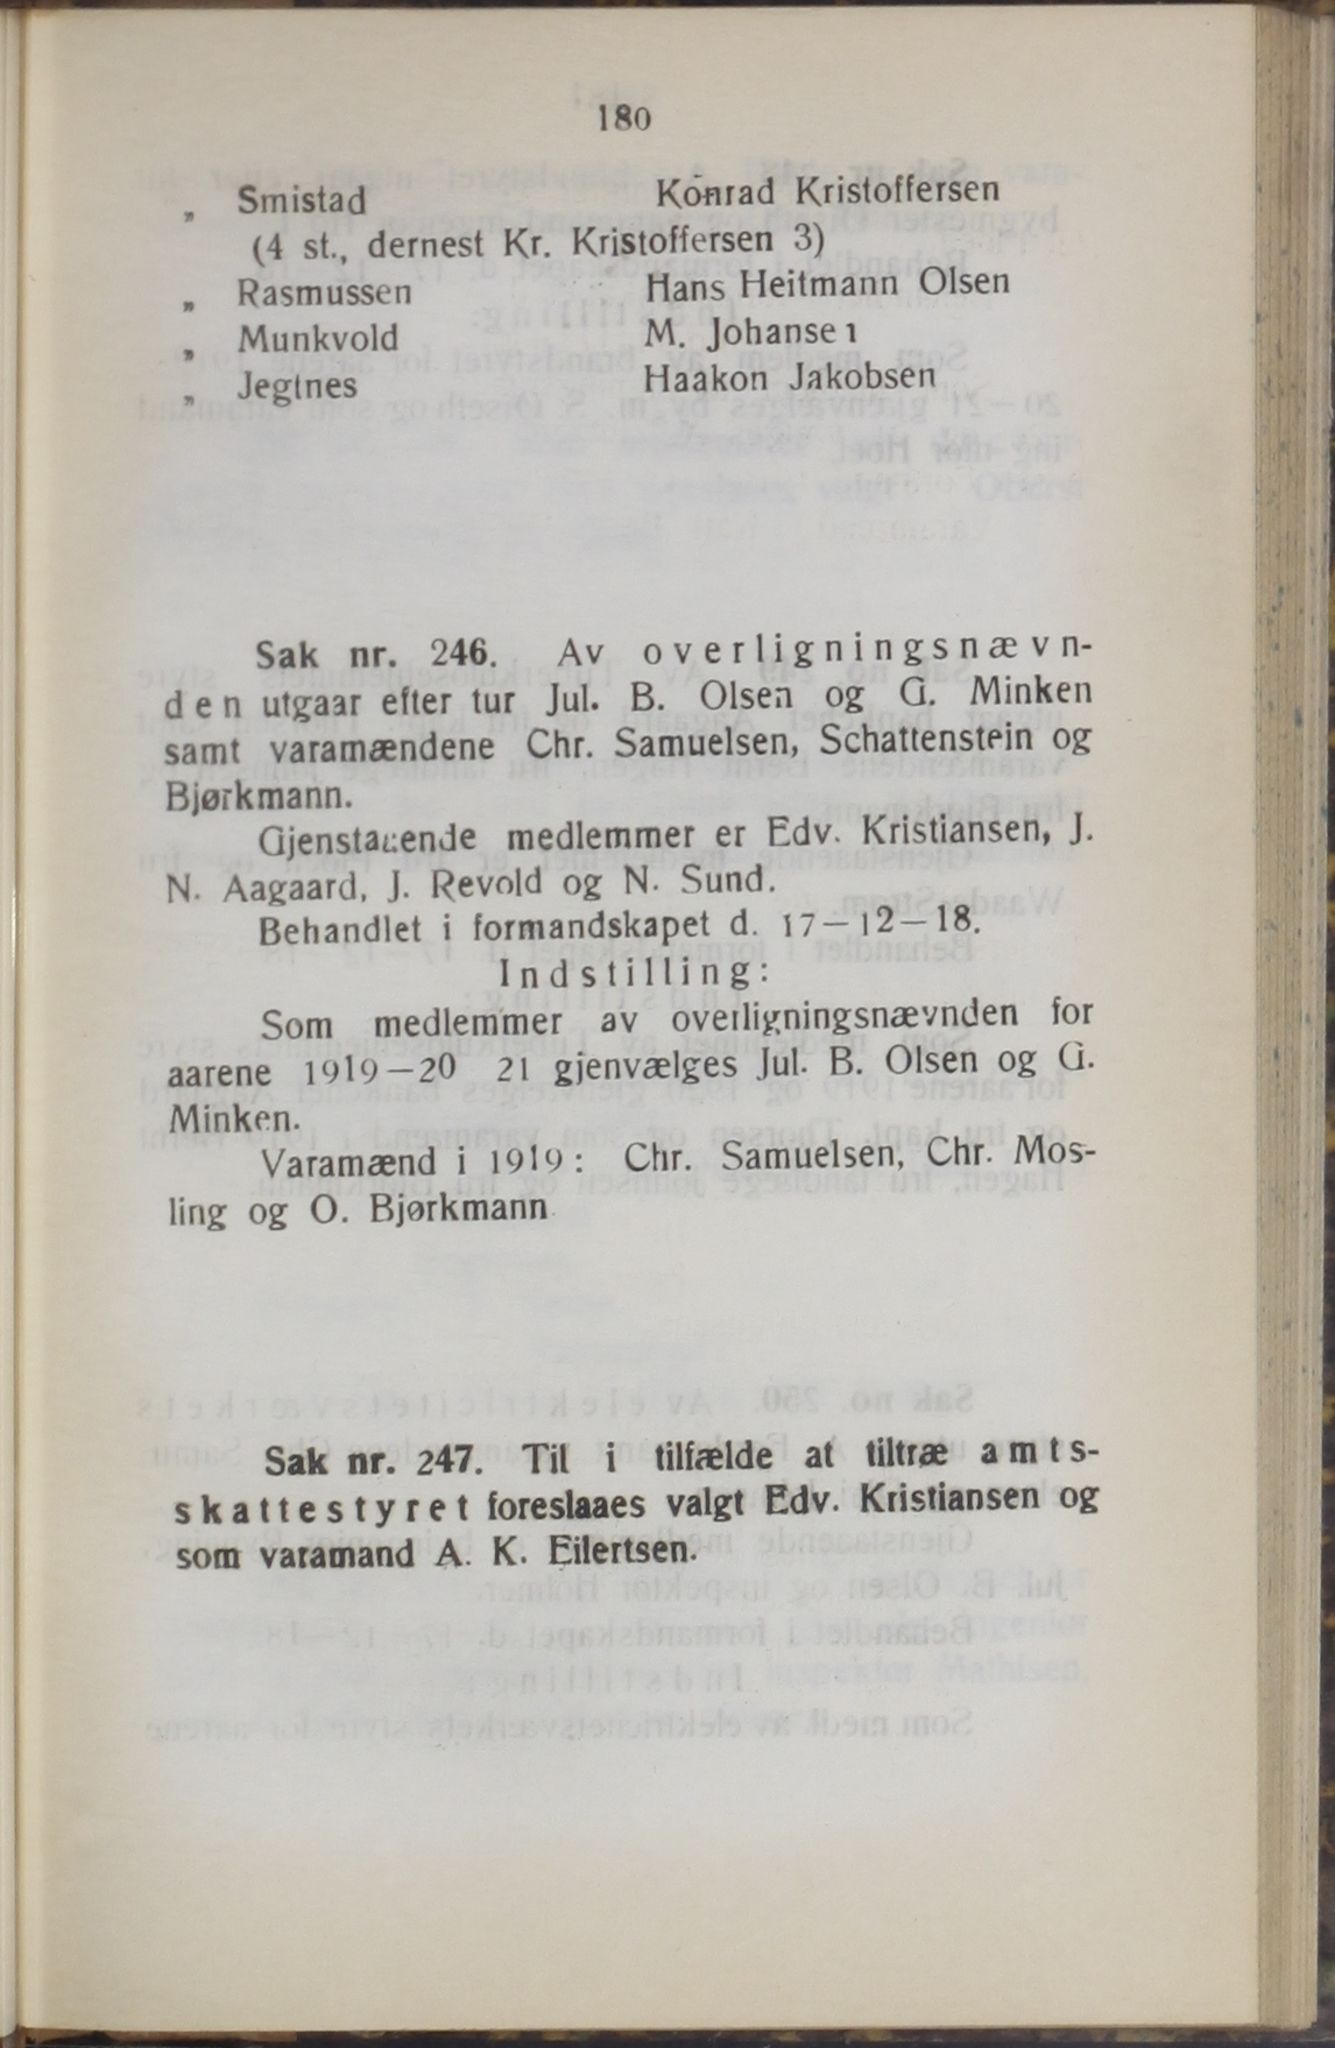 180
„ Smistad Konrad Kristoffersen
(4 st., dernest Kr. Kristoffersen 3)
„ Rasmussen Hans Heitmann Olsen
„ Munkvold M. Johansen
„ Jegtnes Haakon Jakobsen
Sak nr. 246. Av overligningsnævn-
den utgaar efter tur Jul. B. Olsen og G. Minken
samt varamændene Chr. Samuelsen, Schattenstein og
Bjørkmann.
Gjenstaaende medlemmer er Edv. Kristiansen, J.
N. Aagaard, J. Revold og N. Sund.
Behandlet i formandskapet d. 17—12—18.
Indstilling:
Som medlemmer av overligningsnævnden for
aarene 1919—20 21 gjenvælges Jul. B. Olsen og G.
Minken.
Varamænd i 1919: Chr. Samuelsen, Chr. Mos-
ling og O. Bjørkmann
Sak nr. 247. Til i tilfælde at tiltræ amts-
skattestyret foreslaaes valgt Edv. Kristiansen og
som varamand A. K. Eilertsen.